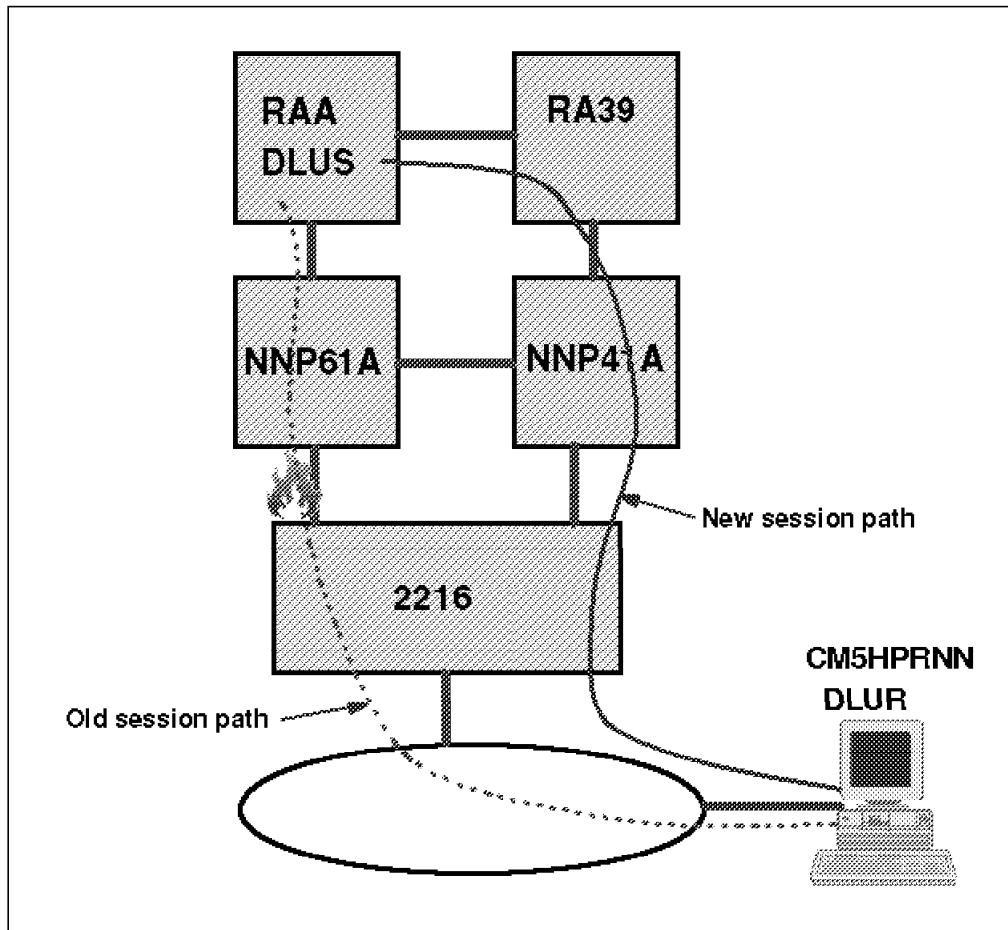 RAA
DLUS
RA39
NNP61A
NNP41A
New session path
2216
CM5HPRNN
DLUR
Old session path